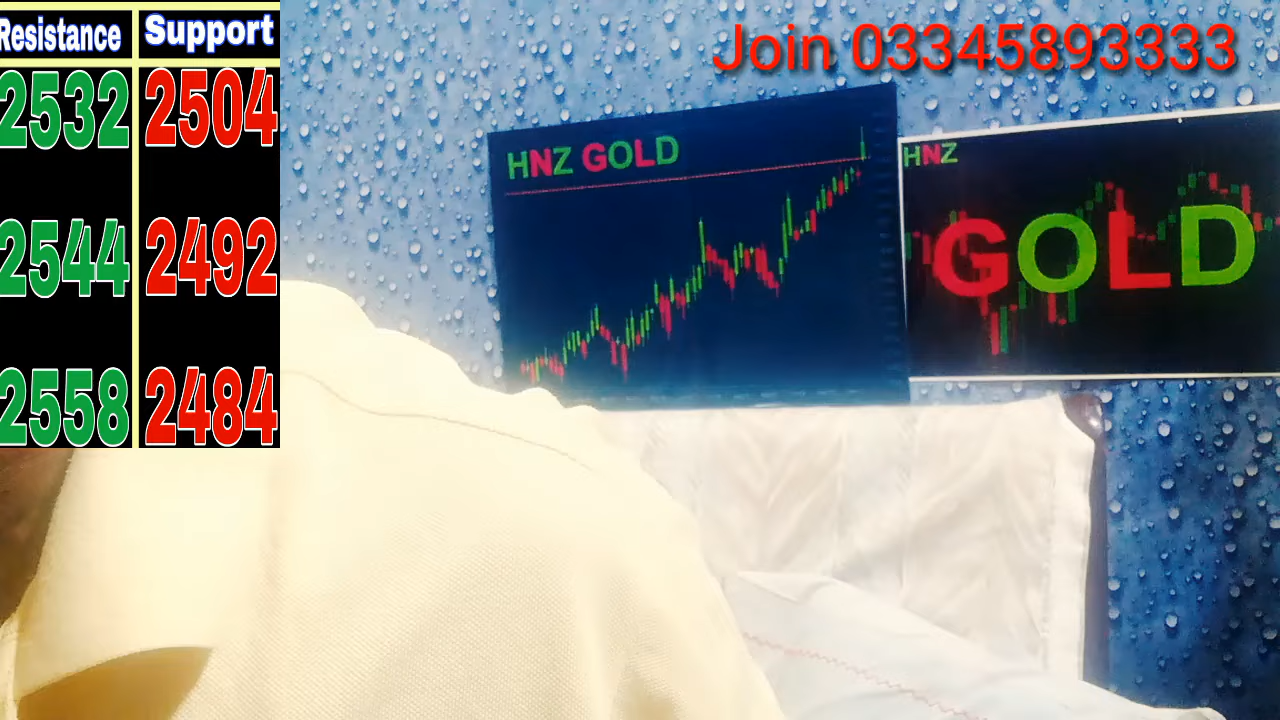 Resistance Support
2532 2504
2544 2492
2558 2484
Join 03345893333
HNZ GOLD
HNZ
GOLD